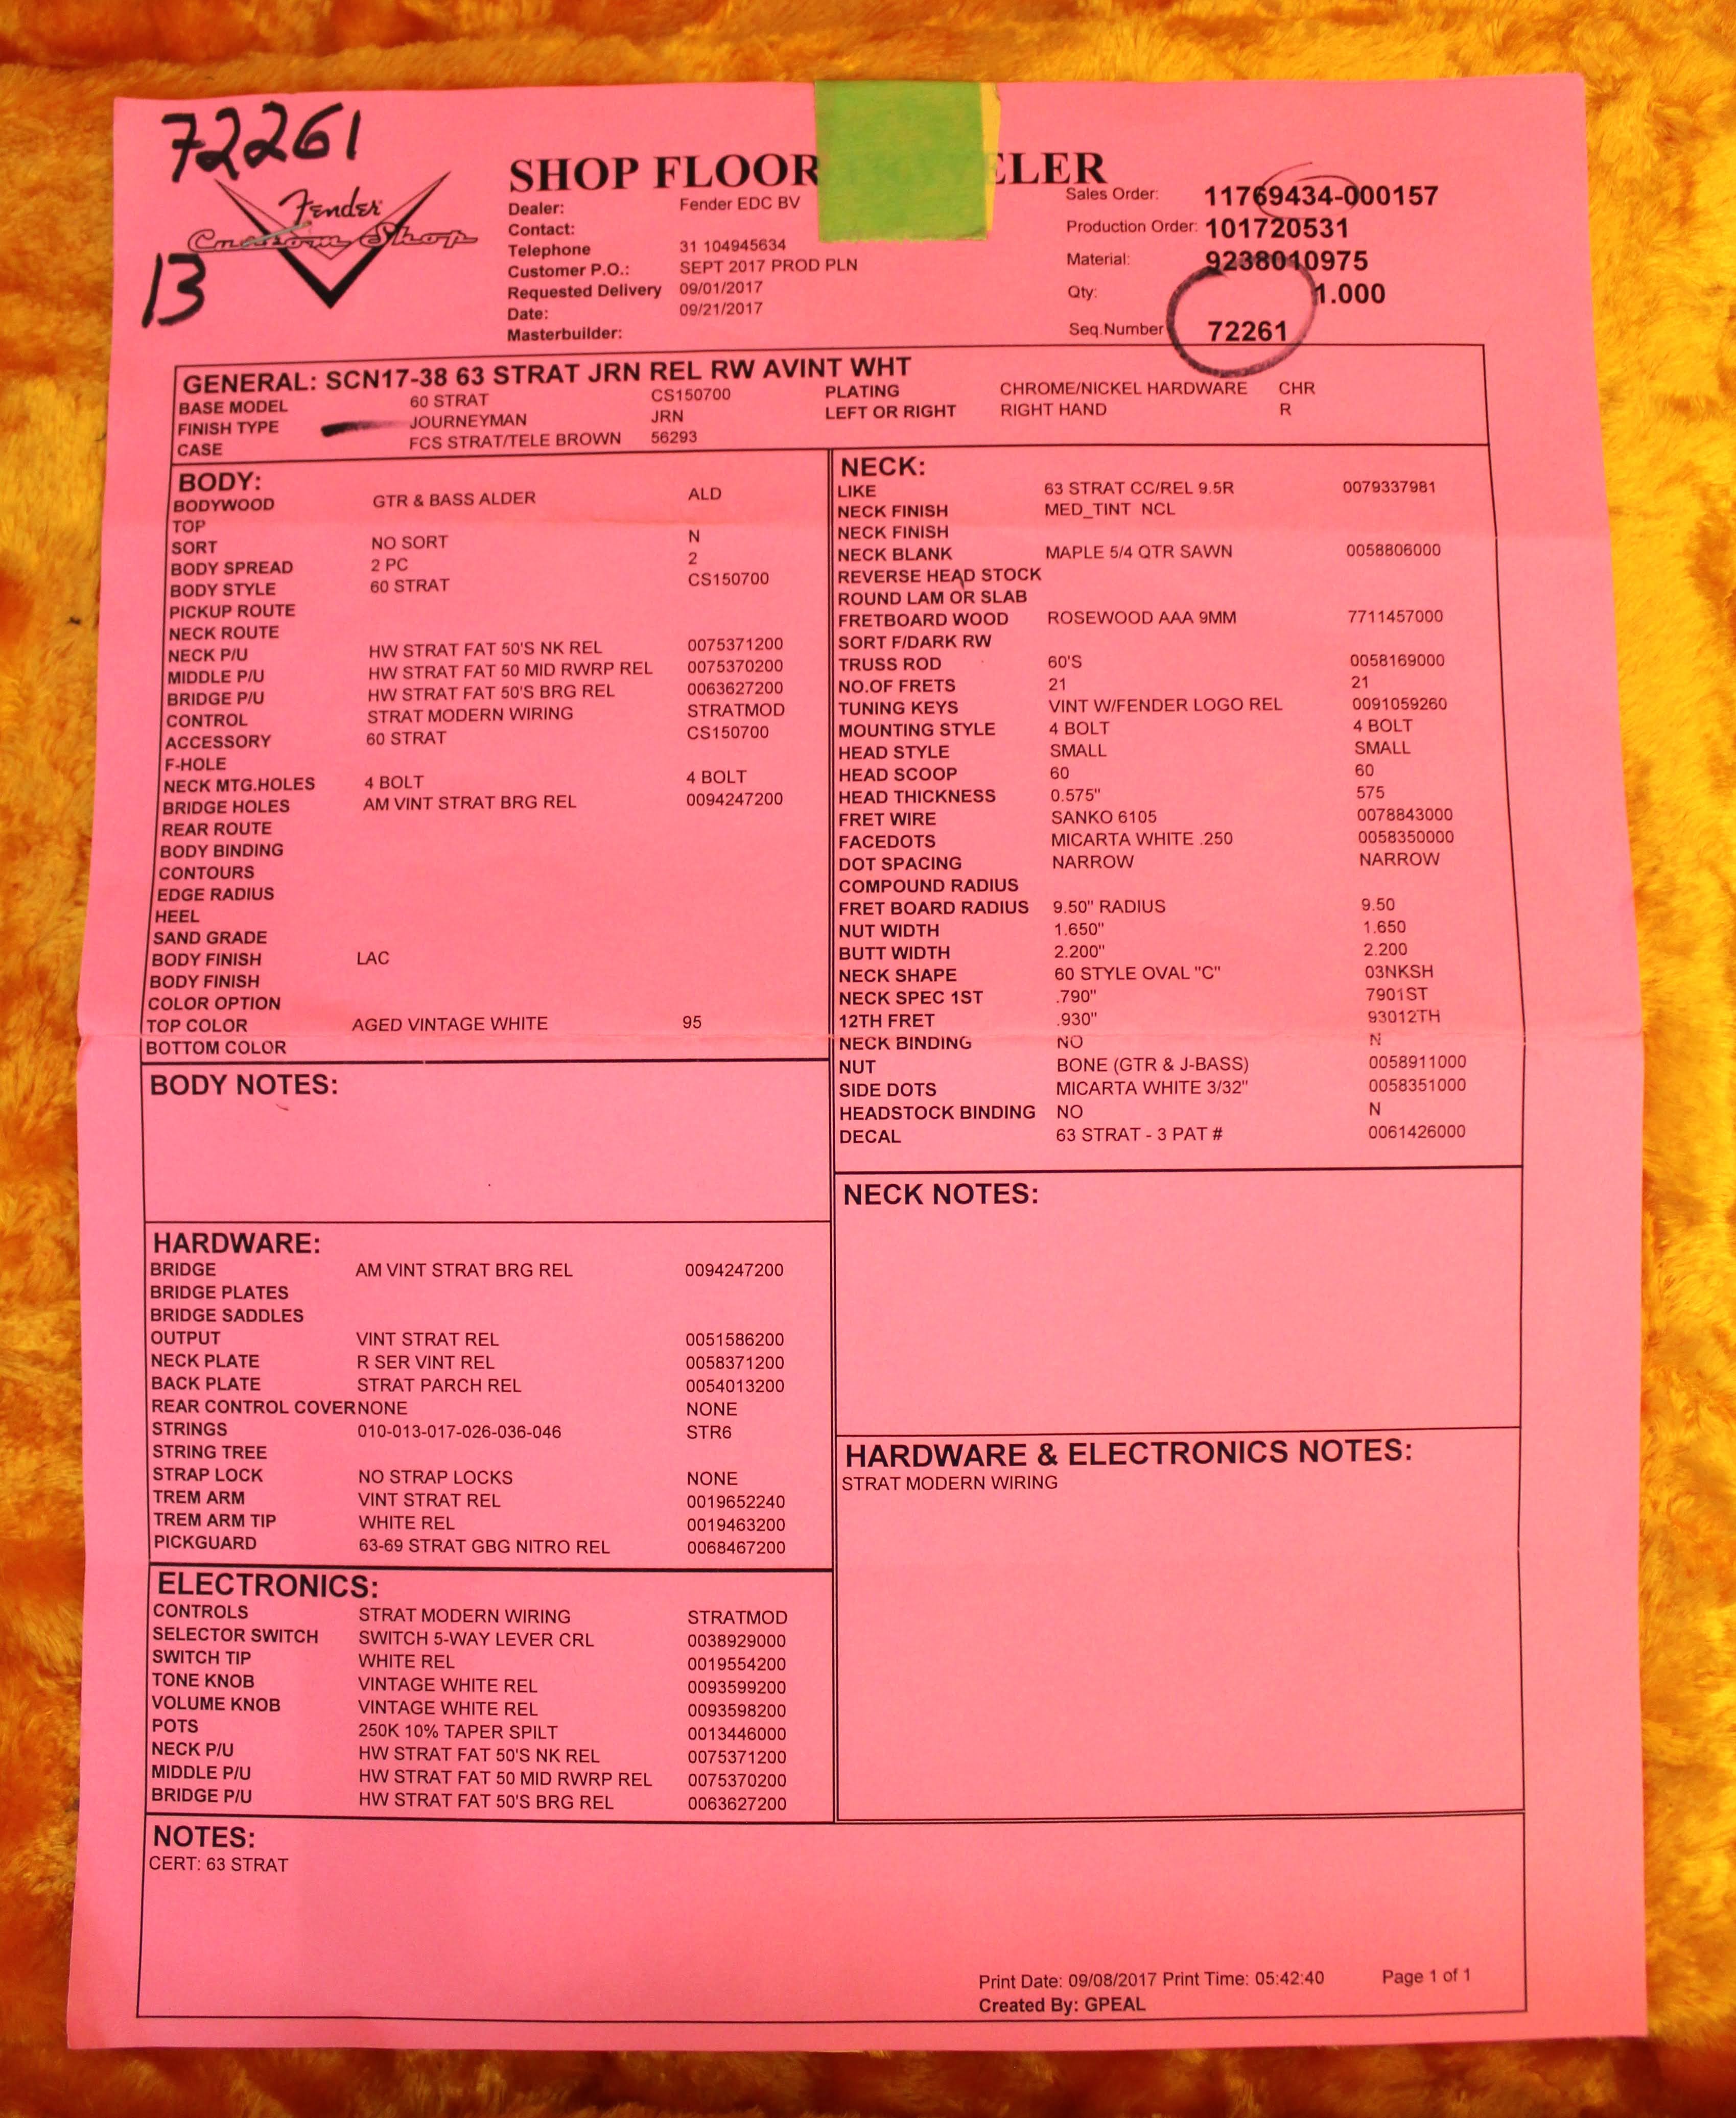 72261
Fender
Custom Shop
13
SHOP FLOOR ELER
Dealer: Fender EDC BV
Contact:
Telephone 31 104945634
Customer P.O.: SEPT 2017 PROD PLN
Requested Delivery 09/01/2017
Date: 09/21/2017
Masterbuilder:
Sales Order: 11769434-000157
Production Order: 101720531
Material: 9238010975
Qty: 1.000
Seq.Number 72261
GENERAL: SCN17-38 63 STRAT JRN REL RW AVINT WHT
BASE MODEL 60 STRAT CS150700 PLATING CHROME/NICKEL HARDWARE CHR
FINISH TYPE JOURNEYMAN JRN LEFT OR RIGHT RIGHT HAND R
CASE FCS STRAT/TELE BROWN 56293
BODY:
BODYWOOD GTR & BASS ALDER ALD
TOP
SORT NO SORT N
BODY SPREAD 2 PC 2
BODY STYLE 60 STRAT CS150700
PICKUP ROUTE
NECK ROUTE
NECK P/U HW STRAT FAT 50'S NK REL 0075371200
MIDDLE P/U HW STRAT FAT 50 MID RWRP REL 0075370200
BRIDGE P/U HW STRAT FAT 50'S BRG REL 0063627200
CONTROL STRAT MODERN WIRING STRATMOD
ACCESSORY 60 STRAT CS150700
F-HOLE
NECK MTG.HOLES 4 BOLT 4 BOLT
BRIDGE HOLES AM VINT STRAT BRG REL 0094247200
REAR ROUTE
BODY BINDING
CONTOURS
EDGE RADIUS
HEEL
SAND GRADE
BODY FINISH LAC
BODY FINISH
COLOR OPTION
TOP COLOR AGED VINTAGE WHITE 95
BOTTOM COLOR
BODY NOTES:
HARDWARE:
BRIDGE AM VINT STRAT BRG REL 0094247200
BRIDGE PLATES
BRIDGE SADDLES
OUTPUT VINT STRAT REL 0051586200
NECK PLATE R SER VINT REL 0058371200
BACK PLATE STRAT PARCH REL 0054013200
REAR CONTROL COVER NONE NONE
STRINGS 010-013-017-026-036-046 STR6
STRING TREE
STRAP LOCK NO STRAP LOCKS NONE
TREM ARM VINT STRAT REL 0019652240
TREM ARM TIP WHITE REL 0019463200
PICKGUARD 63-69 STRAT GBG NITRO REL 0068467200
ELECTRONICS:
CONTROLS STRAT MODERN WIRING STRATMOD
SELECTOR SWITCH SWITCH 5-WAY LEVER CRL 0038929000
SWITCH TIP WHITE REL 0019554200
TONE KNOB VINTAGE WHITE REL 0093599200
VOLUME KNOB VINTAGE WHITE REL 0093598200
POTS 250K 10% TAPER SPILT 0013446000
NECK P/U HW STRAT FAT 50'S NK REL 0075371200
MIDDLE P/U HW STRAT FAT 50 MID RWRP REL 0075370200
BRIDGE P/U HW STRAT FAT 50'S BRG REL 0063627200
NECK:
LIKE 63 STRAT CC/REL 9.5R 0079337981
NECK FINISH MED_TINT NCL
NECK FINISH
NECK BLANK MAPLE 5/4 QTR SAWN 0058806000
REVERSE HEAD STOCK
ROUND LAM OR SLAB
FRETBOARD WOOD ROSEWOOD AAA 9MM 7711457000
SORT F/DARK RW
TRUSS ROD 60'S 0058169000
NO.OF FRETS 21 21
TUNING KEYS VINT W/FENDER LOGO REL 0091059260
MOUNTING STYLE 4 BOLT 4 BOLT
HEAD STYLE SMALL SMALL
HEAD SCOOP 60 60
HEAD THICKNESS 0.575" 575
FRET WIRE SANKO 6105 0078843000
FACEDOTS MICARTA WHITE .250 0058350000
DOT SPACING NARROW NARROW
COMPOUND RADIUS
FRET BOARD RADIUS 9.50" RADIUS 9.50
NUT WIDTH 1.650" 1.650
BUTT WIDTH 2.200" 2.200
NECK SHAPE 60 STYLE OVAL "C" 03NKSH
NECK SPEC 1ST .790" 7901ST
12TH FRET .930" 93012TH
NECK BINDING NO N
NUT BONE (GTR & J-BASS) 0058911000
SIDE DOTS MICARTA WHITE 3/32" 0058351000
HEADSTOCK BINDING NO N
DECAL 63 STRAT - 3 PAT # 0061426000
NECK NOTES:
HARDWARE & ELECTRONICS NOTES:
STRAT MODERN WIRING
NOTES:
CERT: 63 STRAT
Print Date: 09/08/2017 Print Time: 05:42:40 Page 1 of 1
Created By: GPEAL